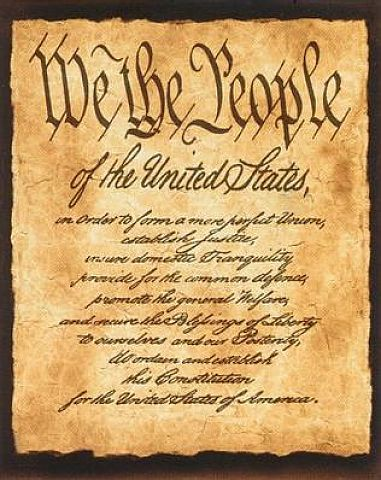 We the People
of the United States,
in Order to form a more perfect Union,
establish Justice,
insure domestic Tranquility
provide for the common defence,
promote the general Welfare,
and secure the Blessings of Liberty
to ourselves and our Posterity,
do ordain and establish
this Constitution
for the United States of America.